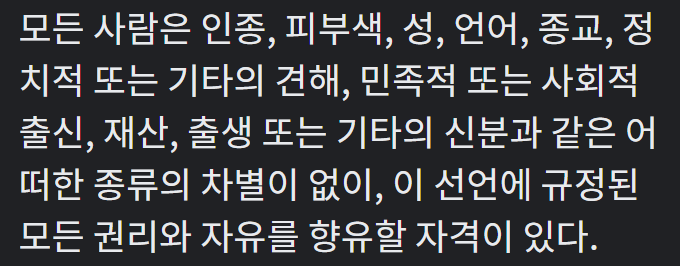 모든 사람은 인종, 피부색, 성, 언어, 종교, 정
치적 또는 기타의 견해, 민족적 또는 사회적
출신, 재산, 출생 또는 기타의 신분과 같은 어
떠한 종류의 차별이 없이, 이 선언에 규정된
모든 권리와 자유를 향유할 자격이 있다.